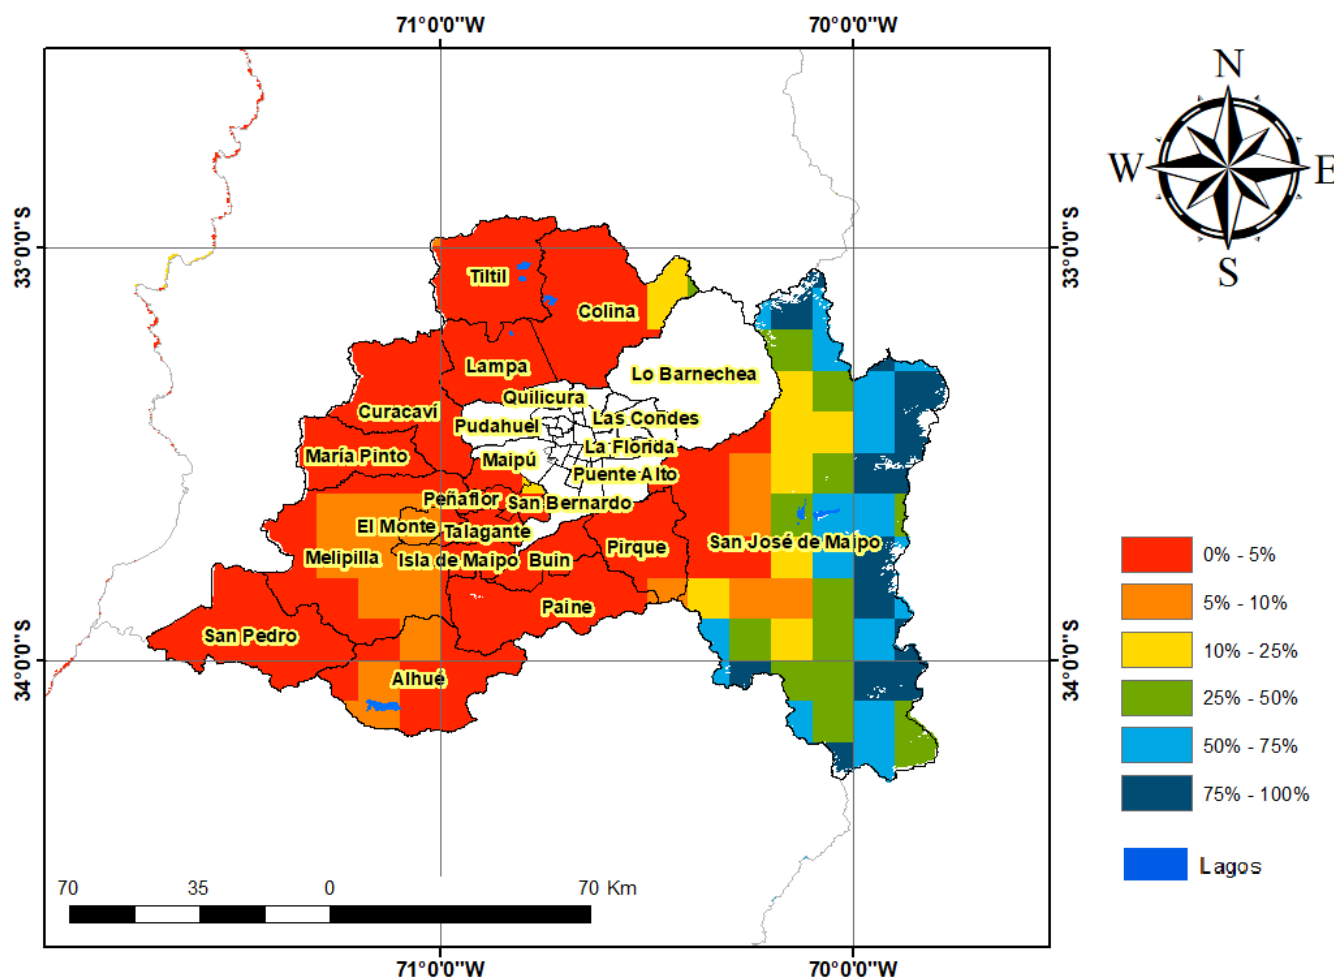 71°0'0"W
70°0'0"W
N
W
E
S
33°0'0"S
33°0'0"S
Tiltil
Colina
Lampa
Lo Barnechea
Quilicura
Curacaví
Las Condes
Pudahuel
La Florida
María Pinto
Maipú
Puente Alto
Peñaflor
San Bernardo
El Monte
Talagante
San José de Maipo
Pirque
Melipilla
Isla de Maipo
Buin
Paine
San Pedro
Alhué
34°0'0"S
34°0'0"S
0% - 5%
5% - 10%
10% - 25%
25% - 50%
50% - 75%
75% - 100%
Lagos
70
35
0
70 Km
71°0'0"W
70°0'0"W